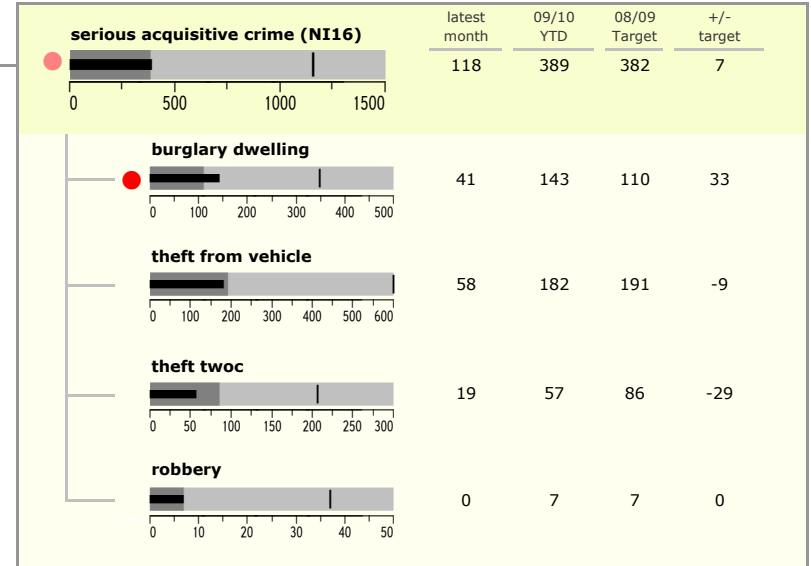 latest 09/10 08/09 +/-
month YTD Target target
serious acquisitive crime (NI16)
118 389 382 7
0 500 1000 1500
burglary dwelling
41 143 110 33
0 100 200 300 400 500
theft from vehicle
58 182 191 -9
0 100 200 300 400 500 600
theft twoc
19 57 86 -29
0 50 100 150 200 250 300
robbery
0 7 7 0
0 10 20 30 40 50